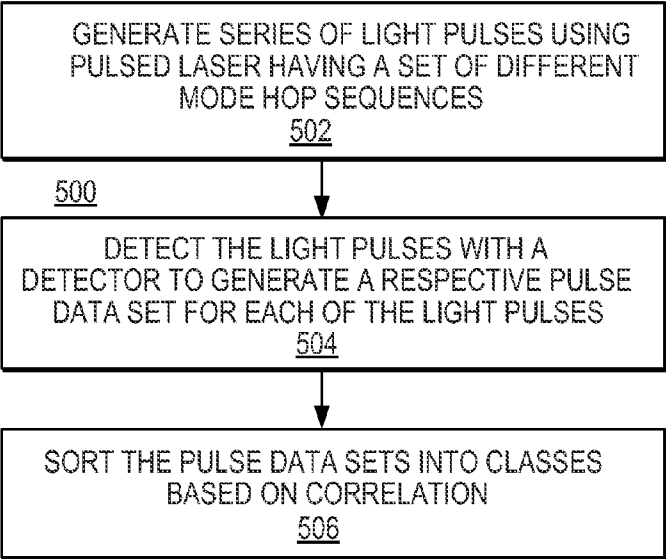 GENERATE SERIES OF LIGHT PULSES USING
PULSED LASER HAVING A SET OF DIFFERENT
MODE HOP SEQUENCES
502
500
DETECT THE LIGHT PULSES WITH A
DETECTOR TO GENERATE A RESPECTIVE PULSE
DATA SET FOR EACH OF THE LIGHT PULSES
504
SORT THE PULSE DATA SETS INTO CLASSES
BASED ON CORRELATION
506